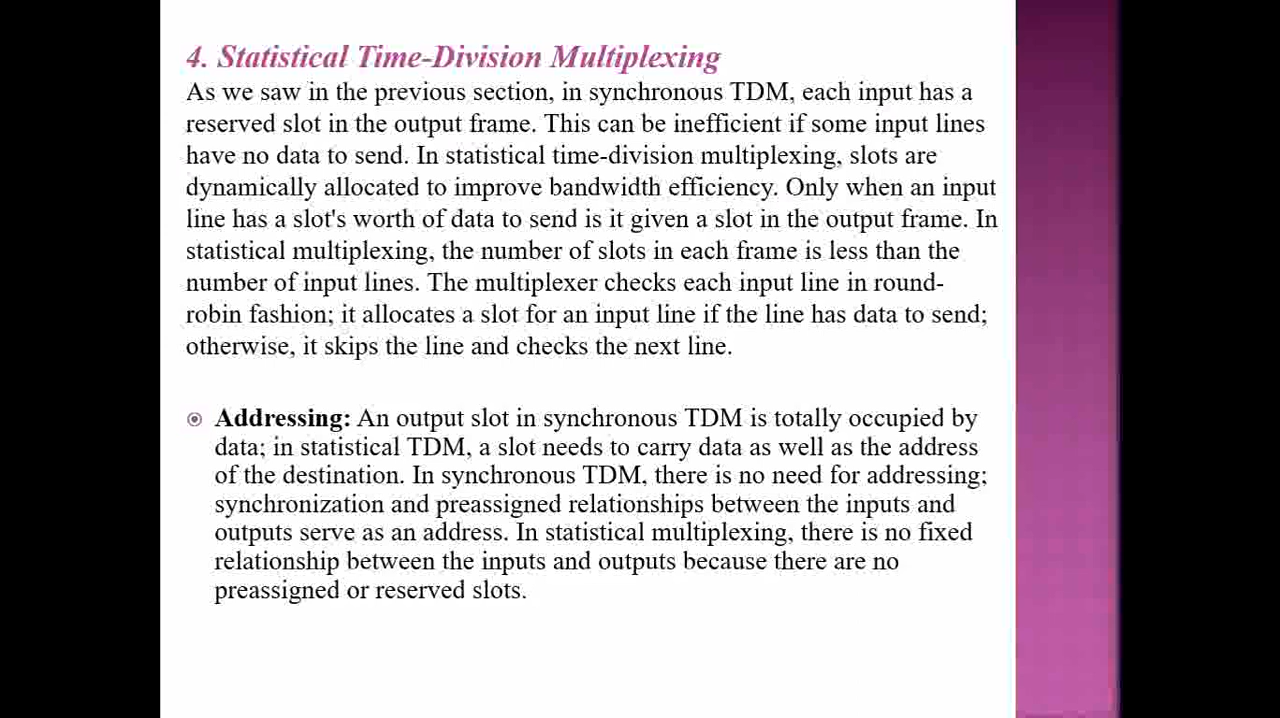 4. Statistical Time-Division Multiplexing
As we saw in the previous section, in synchronous TDM, each input has a
reserved slot in the output frame. This can be inefficient if some input lines
have no data to send. In statistical time-division multiplexing, slots are
dynamically allocated to improve bandwidth efficiency. Only when an input
line has a slot's worth of data to send is it given a slot in the output frame. In
statistical multiplexing, the number of slots in each frame is less than the
number of input lines. The multiplexer checks each input line in round-
robin fashion; it allocates a slot for an input line if the line has data to send;
otherwise, it skips the line and checks the next line.
Addressing: An output slot in synchronous TDM is totally occupied by
data; in statistical TDM, a slot needs to carry data as well as the address
of the destination. In synchronous TDM, there is no need for addressing;
synchronization and preassigned relationships between the inputs and
outputs serve as an address. In statistical multiplexing, there is no fixed
relationship between the inputs and outputs because there are no
preassigned or reserved slots.